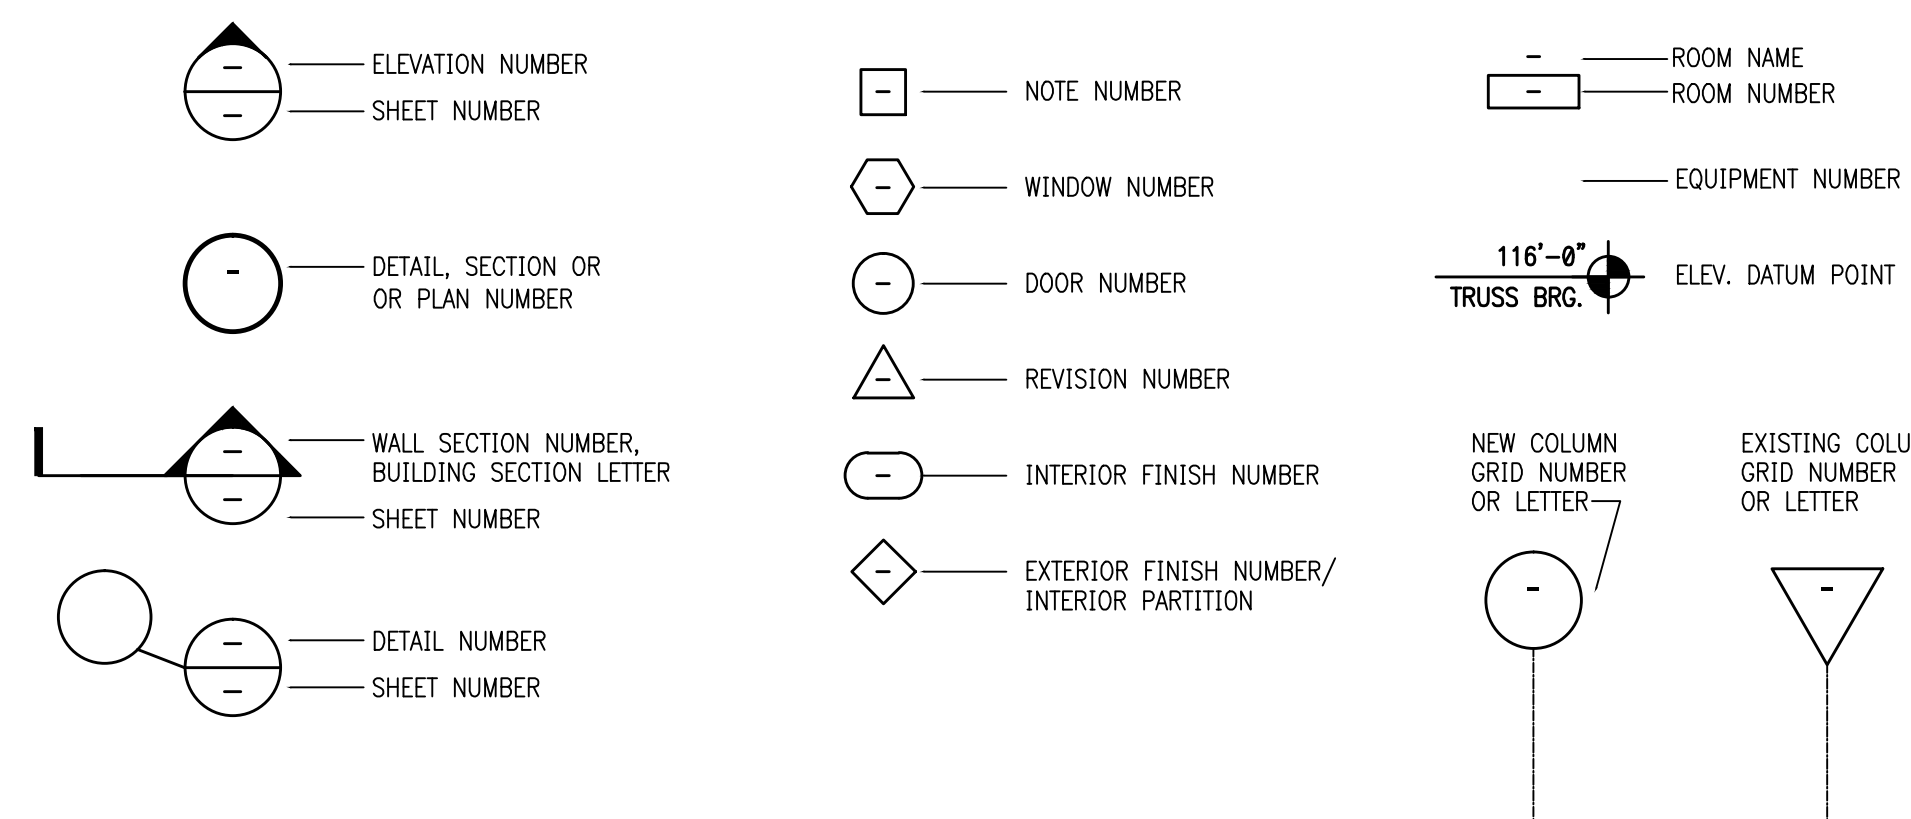 -
ELEVATION NUMBER
-
SHEET NUMBER
-
DETAIL, SECTION OR
OR PLAN NUMBER
-
WALL SECTION NUMBER,
BUILDING SECTION LETTER
-
SHEET NUMBER
-
DETAIL NUMBER
-
SHEET NUMBER
-
NOTE NUMBER
-
WINDOW NUMBER
-
DOOR NUMBER
-
REVISION NUMBER
-
INTERIOR FINISH NUMBER
-
EXTERIOR FINISH NUMBER/
INTERIOR PARTITION
-
ROOM NAME
-
ROOM NUMBER
EQUIPMENT NUMBER
116'-0"
TRUSS BRG.
ELEV. DATUM POINT
NEW COLUMN
GRID NUMBER
OR LETTER
-
EXISTING COLU
GRID NUMBER
OR LETTER
-